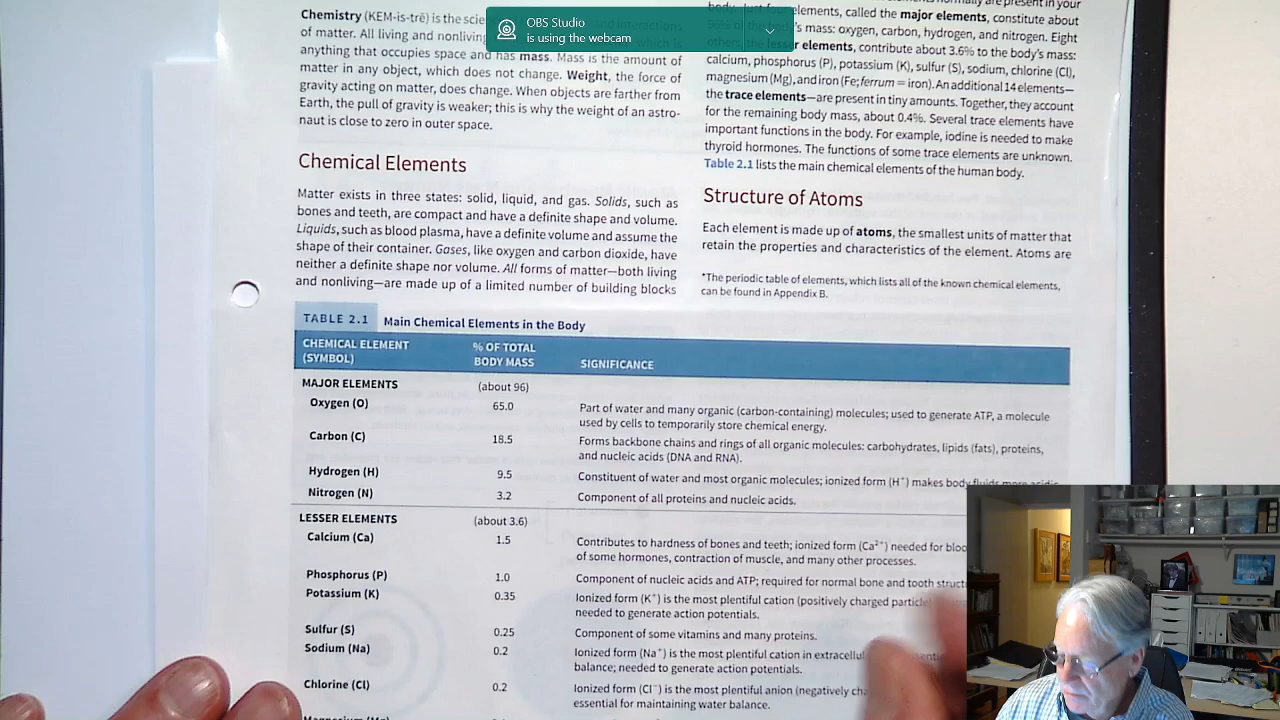 OBS Studio
is using the webcam
Chemistry (KEM-is-trē) is the scie
of matter. All living and nonliving
anything that occupies space and has mass. Mass is the amount of
matter in any object, which does not change. Weight, the force of
gravity acting on matter, does change. When objects are farther from
Earth, the pull of gravity is weaker; this is why the weight of an astro-
naut is close to zero in outer space.
Chemical Elements
Matter exists in three states: solid, liquid, and gas. Solids, such as
bones and teeth, are compact and have a definite shape and volume.
Liquids, such as blood plasma, have a definite volume and assume the
shape of their container. Gases, like oxygen and carbon dioxide, have
neither a definite shape nor volume. All forms of matter—both living
and nonliving—are made up of a limited number of building blocks
body. just four elements, called the major elements, constitute about
96% of the body's mass: oxygen, carbon, hydrogen, and nitrogen. Eight
others, the lesser elements, contribute about 3.6% to the body's mass:
calcium, phosphorus (P), potassium (K), sulfur (S), sodium, chlorine (Cl),
magnesium (Mg), and iron (Fe; ferrum = iron). An additional 14 elements—
the trace elements—are present in tiny amounts. Together, they account
for the remaining body mass, about 0.4%. Several trace elements have
important functions in the body. For example, iodine is needed to make
thyroid hormones. The functions of some trace elements are unknown.
Table 2.1 lists the main chemical elements of the human body.
Structure of Atoms
Each element is made up of atoms, the smallest units of matter that
retain the properties and characteristics of the element. Atoms are
*The periodic table of elements, which lists all of the known chemical elements,
can be found in Appendix B.
TABLE 2.1 Main Chemical Elements in the Body
CHEMICAL ELEMENT (SYMBOL) % OF TOTAL BODY MASS SIGNIFICANCE
MAJOR ELEMENTS (about 96)
Oxygen (O) 65.0 Part of water and many organic (carbon-containing) molecules; used to generate ATP, a molecule
used by cells to temporarily store chemical energy.
Carbon (C) 18.5 Forms backbone chains and rings of all organic molecules: carbohydrates, lipids (fats), proteins,
and nucleic acids (DNA and RNA).
Hydrogen (H) 9.5 Constituent of water and most organic molecules; ionized form (H⁺) makes body fluids more acidic.
Nitrogen (N) 3.2 Component of all proteins and nucleic acids.
LESSER ELEMENTS (about 3.6)
Calcium (Ca) 1.5 Contributes to hardness of bones and teeth; ionized form (Ca²⁺) needed for bloo
of some hormones, contraction of muscle, and many other processes.
Phosphorus (P) 1.0 Component of nucleic acids and ATP; required for normal bone and tooth struct
Potassium (K) 0.35 Ionized form (K⁺) is the most plentiful cation (positively charged particle)
needed to generate action potentials.
Sulfur (S) 0.25 Component of some vitamins and many proteins.
Sodium (Na) 0.2 Ionized form (Na⁺) is the most plentiful cation in extracellul
balance; needed to generate action potentials.
Chlorine (Cl) 0.2 Ionized form (Cl⁻) is the most plentiful anion (negatively cha
essential for maintaining water balance.